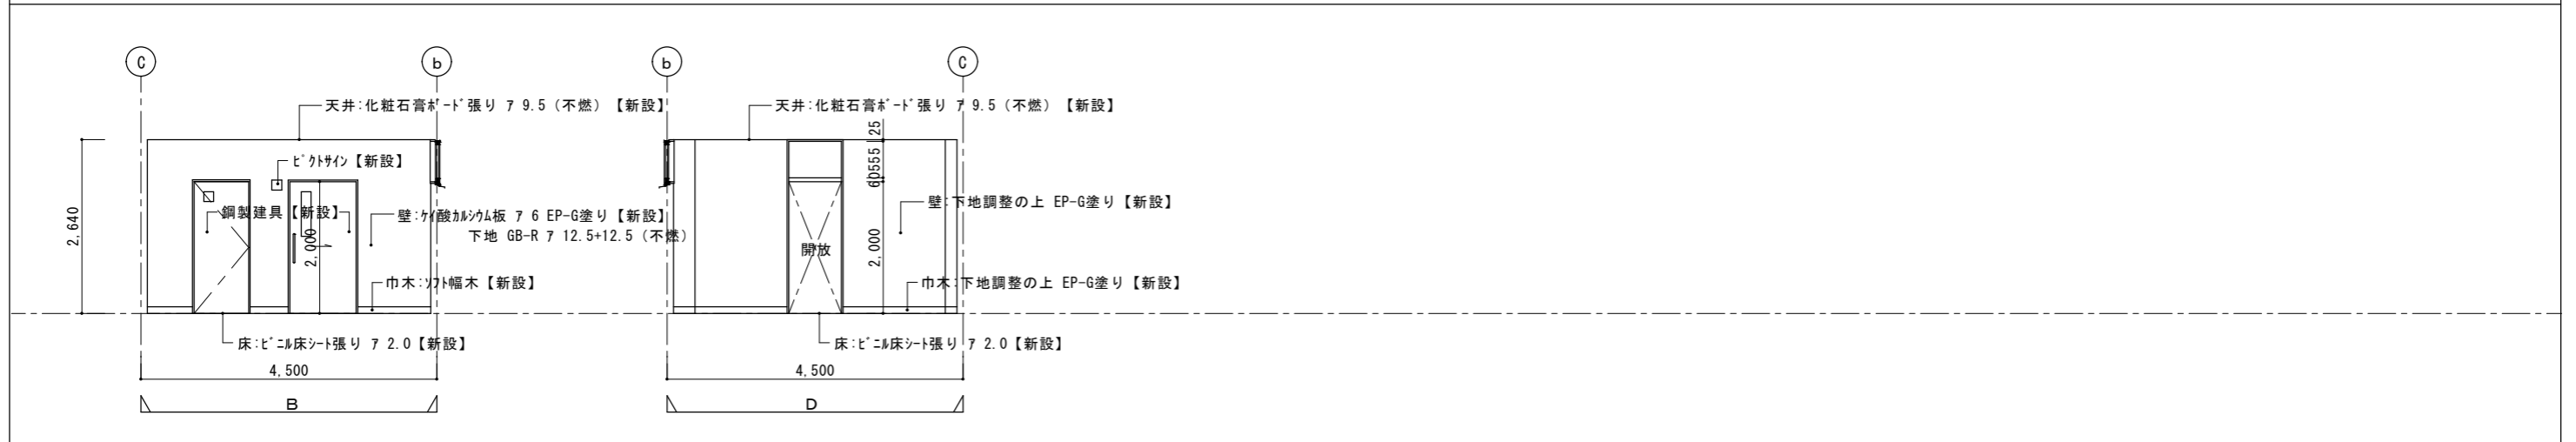 C
b
b
C
天井:化粧石膏ﾎﾞｰﾄﾞ張り ｱ 9.5（不燃）【新設】
天井:化粧石膏ﾎﾞｰﾄﾞ張り ｱ 9.5（不燃）【新設】
25
ﾋﾟｸﾄｻｲﾝ【新設】
555
60
2,640
鋼製建具【新設】
壁:ｹｲ酸ｶﾙｼｳﾑ板 ｱ 6 EP-G塗り【新設】
下地 GB-R ｱ 12.5+12.5（不燃）
2,000
壁:下地調整の上 EP-G塗り【新設】
開放
2,000
巾木:ｿﾌﾄ幅木【新設】
巾木:下地調整の上 EP-G塗り【新設】
床:ﾋﾞﾆﾙ床ｼｰﾄ張り ｱ 2.0【新設】
床:ﾋﾞﾆﾙ床ｼｰﾄ張り ｱ 2.0【新設】
4,500
4,500
B
D